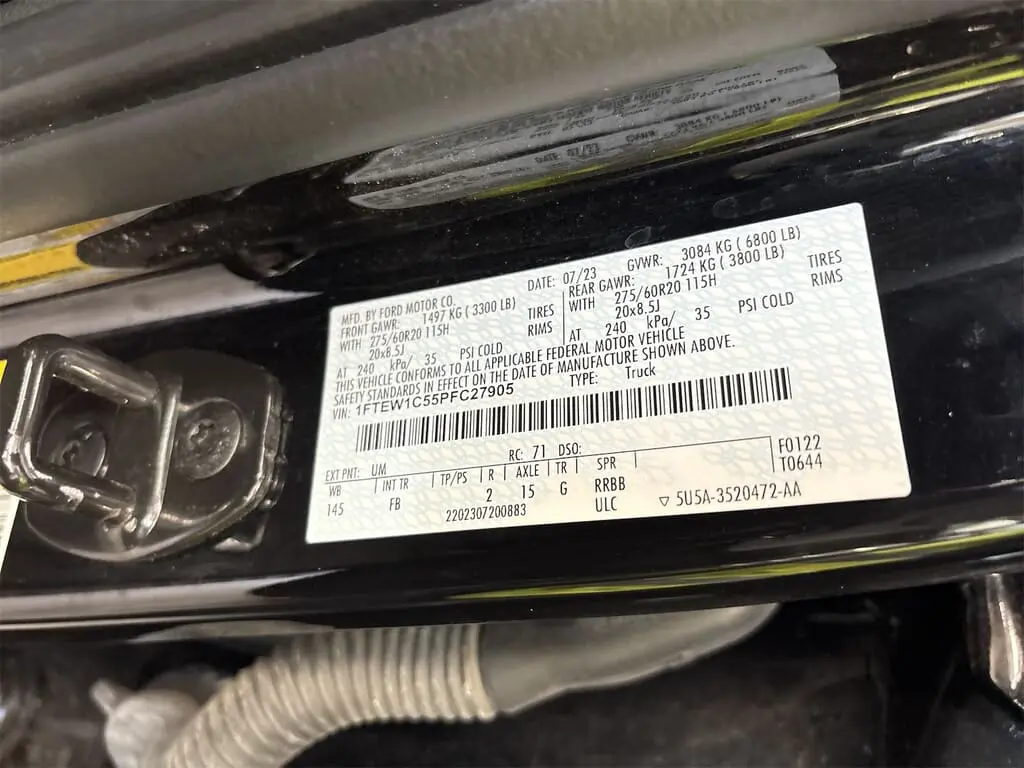 MFD. BY FORD MOTOR CO.
DATE: 07/23 GVWR: 3084 KG ( 6800 LB)
FRONT GAWR: 1497 KG ( 3300 LB)
WITH 275/60R20 115H TIRES
20x8.5J RIMS
AT 240 kPa/ 35 PSI COLD
REAR GAWR: 1724 KG ( 3800 LB)
WITH 275/60R20 115H TIRES
20x8.5J RIMS
AT 240 kPa/ 35 PSI COLD
THIS VEHICLE CONFORMS TO ALL APPLICABLE FEDERAL MOTOR VEHICLE
SAFETY STANDARDS IN EFFECT ON THE DATE OF MANUFACTURE SHOWN ABOVE.
VIN: 1FTEW1C55PFC27905 TYPE: Truck
EXT PNT: UM RC: 71 DSO: F0122
WB INT TR TP/PS R AXLE TR SPR T0644
145 FB 2 15 G RRBB
2202307200883 ULC ▽ 5U5A-3520472-AA